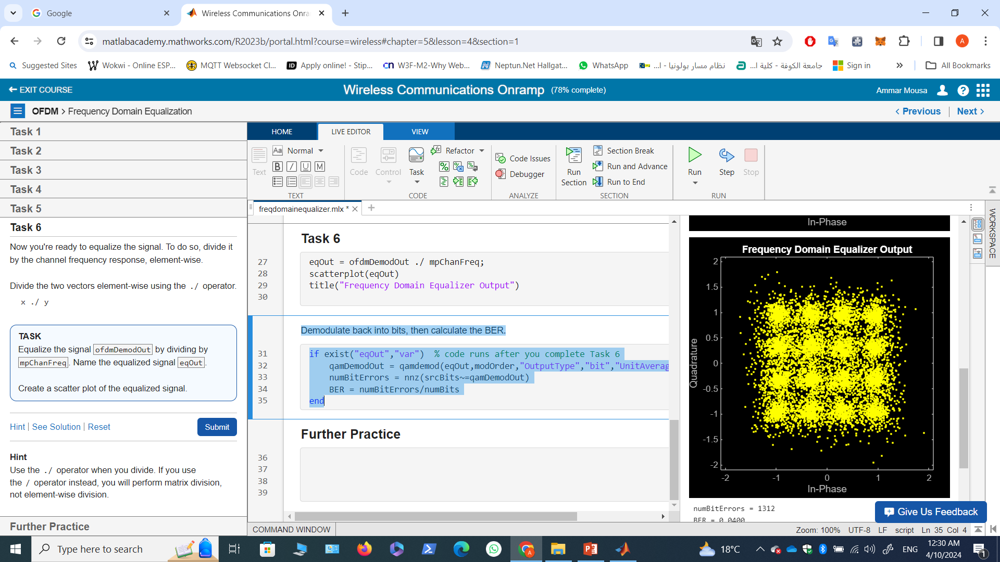 Google
Wireless Communications Onra
matlabacademy.mathworks.com/R2023b/portal.html?course=wireless#chapter=5&lesson=4&section=1
A
Suggested Sites
Wokwi - Online ESP...
MQTT Websocket Cl...
Apply online! - Stip...
W3F-M2-Why Web...
Neptun.Net Hallgat...
WhatsApp
نظام مسار بولونيا - ا...
جامعة الكوفة - كلية ا...
Sign in
All Bookmarks
EXIT COURSE
Wireless Communications Onramp (78% complete)
Ammar Mousa
OFDM > Frequency Domain Equalization
Previous
Next
Task 1
Task 2
Task 3
Task 4
Task 5
Task 6
Now you're ready to equalize the signal. To do so, divide it
by the channel frequency response, element-wise.
Divide the two vectors element-wise using the ./ operator.
x ./ y
TASK
Equalize the signal ofdmDemodOut by dividing by
mpChanFreq. Name the equalized signal eqOut.
Create a scatter plot of the equalized signal.
Hint | See Solution | Reset
Submit
Hint
Use the ./ operator when you divide. If you use
the / operator instead, you will perform matrix division,
not element-wise division.
Further Practice
HOME
LIVE EDITOR
VIEW
Text
Aa Normal
B I U M
TEXT
Code
Control
Task
Refactor
CODE
Code Issues
Debugger
ANALYZE
Run Section
Section Break
Run and Advance
Run to End
SECTION
Run
Step
Stop
RUN
freqdomainequalizer.mlx *
WORKSPACE
Task 6
27 eqOut = ofdmDemodOut ./ mpChanFreq;
28 scatterplot(eqOut)
29 title("Frequency Domain Equalizer Output")
30
Demodulate back into bits, then calculate the BER.
31 if exist("eqOut","var") % code runs after you complete Task 6
32 qamDemodOut = qamdemod(eqOut,modOrder,"OutputType","bit","UnitAverag
33 numBitErrors = nnz(srcBits~=qamDemodOut)
34 BER = numBitErrors/numBits
35 end
Further Practice
36
37
38
39
In-Phase
Frequency Domain Equalizer Output
2
1.5
1
0.5
0
-0.5
-1
-1.5
-2
Quadrature
-2 -1 0 1 2
In-Phase
numBitErrors = 1312
BER = 0.0400
Give Us Feedback
COMMAND WINDOW
Zoom: 100% UTF-8 LF script Ln 35 Col 4
Type here to search
18°C
ENG
12:30 AM
4/10/2024
1